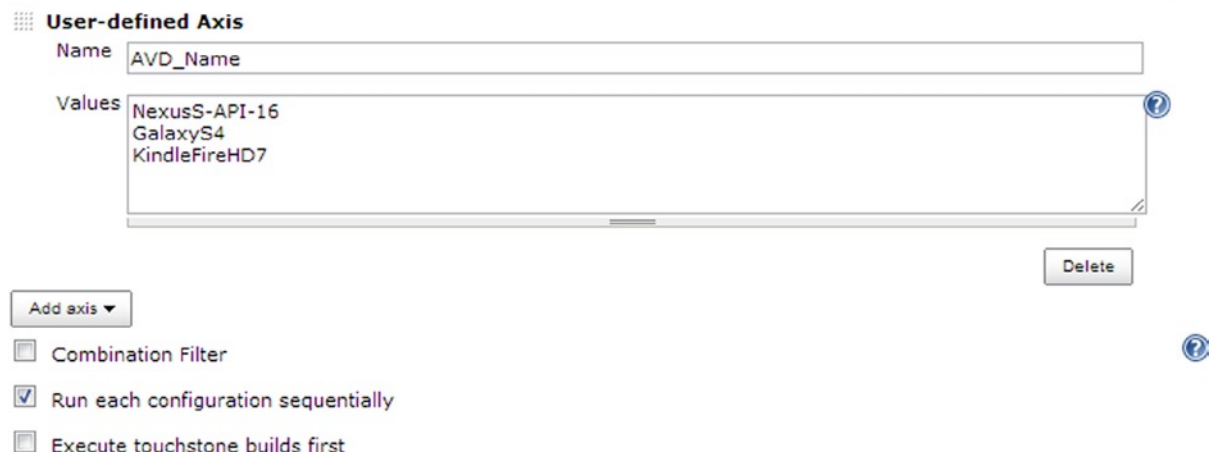 User-defined Axis
Name
AVD_Name
Values
NexusS-API-16
GalaxyS4
KindleFireHD7
Delete
Add axis
Combination Filter
Run each configuration sequentially
Execute touchstone builds first